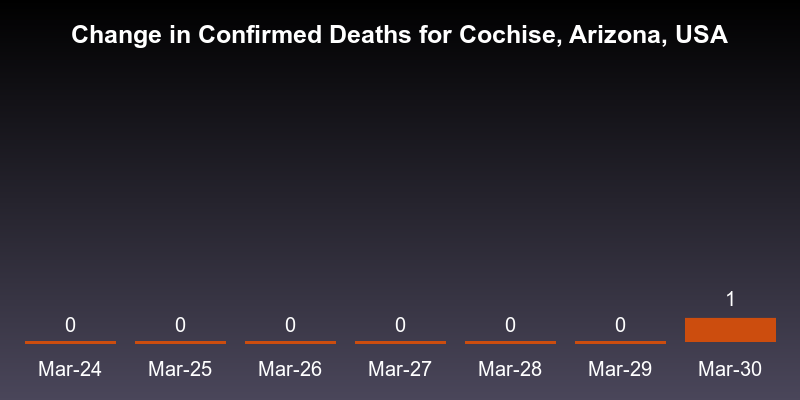 Change in Confirmed Deaths for Cochise, Arizona, USA
0 0 0 0 0 0 1
Mar-24 Mar-25 Mar-26 Mar-27 Mar-28 Mar-29 Mar-30